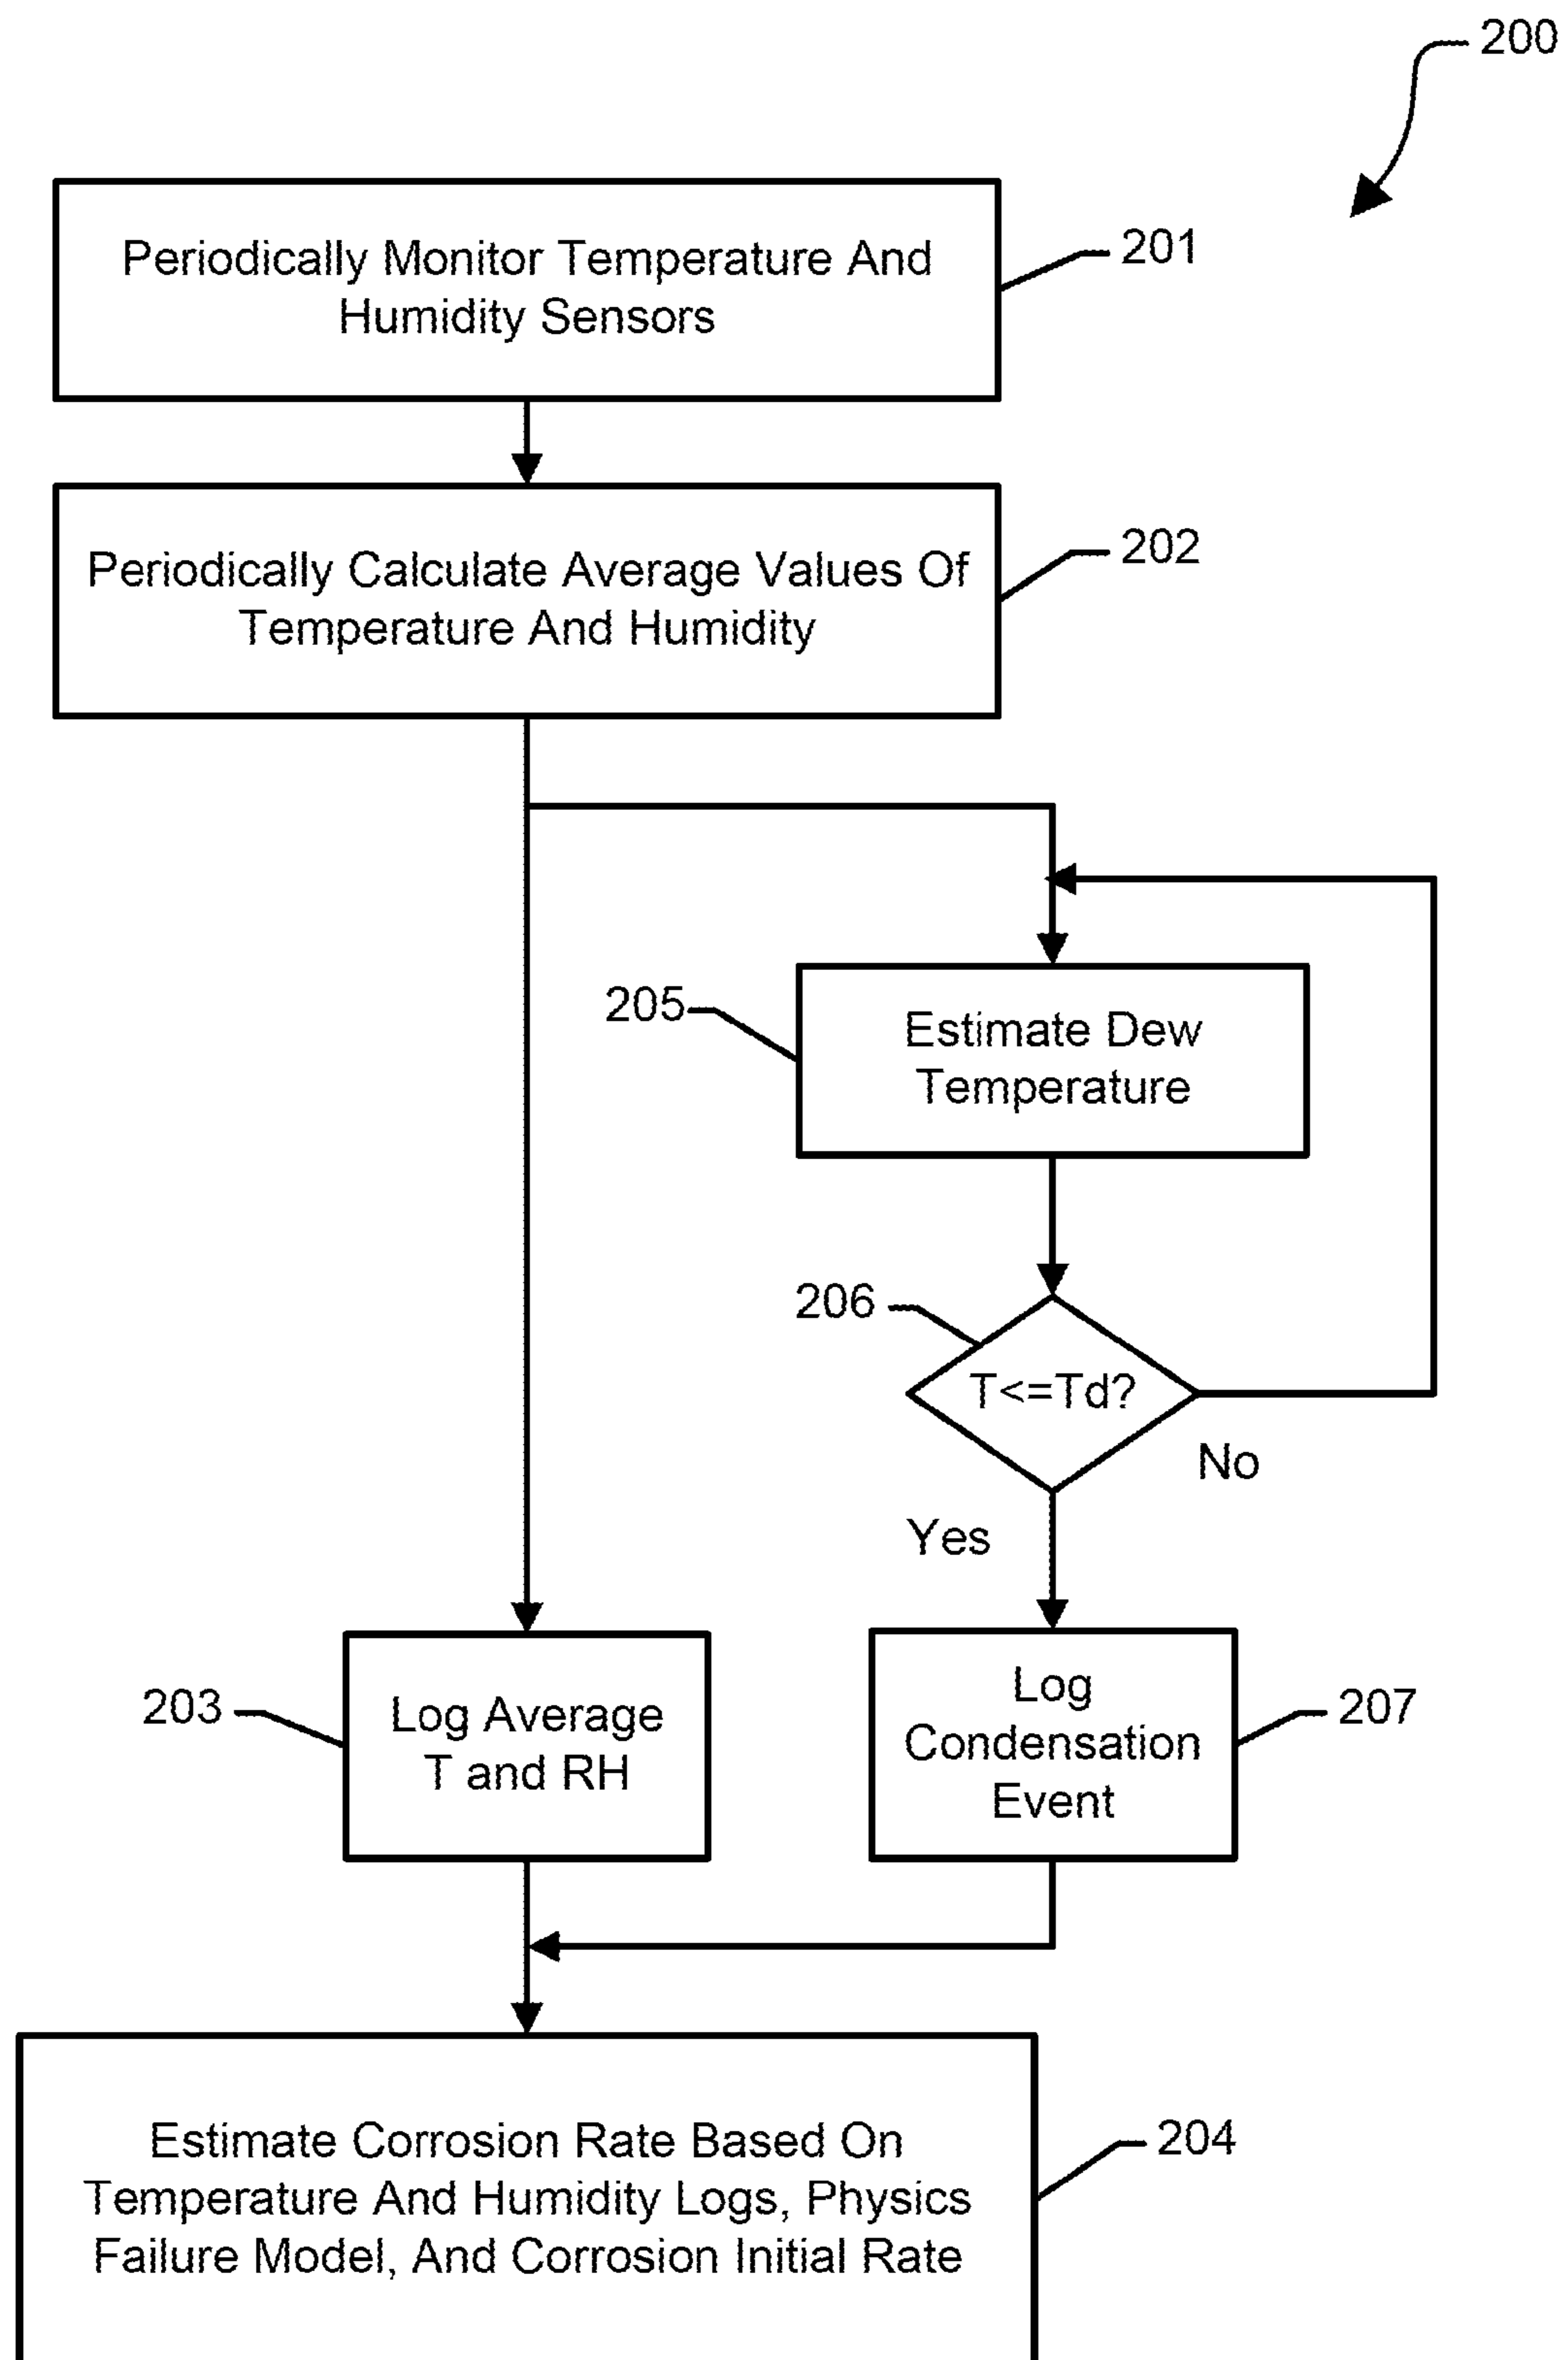 200
Periodically Monitor Temperature And
Humidity Sensors
201
Periodically Calculate Average Values Of
Temperature And Humidity
202
205
Estimate Dew
Temperature
206
T<=Td?
No
Yes
203
Log Average
T and RH
Log
Condensation
Event
207
Estimate Corrosion Rate Based On
Temperature And Humidity Logs, Physics
Failure Model, And Corrosion Initial Rate
204